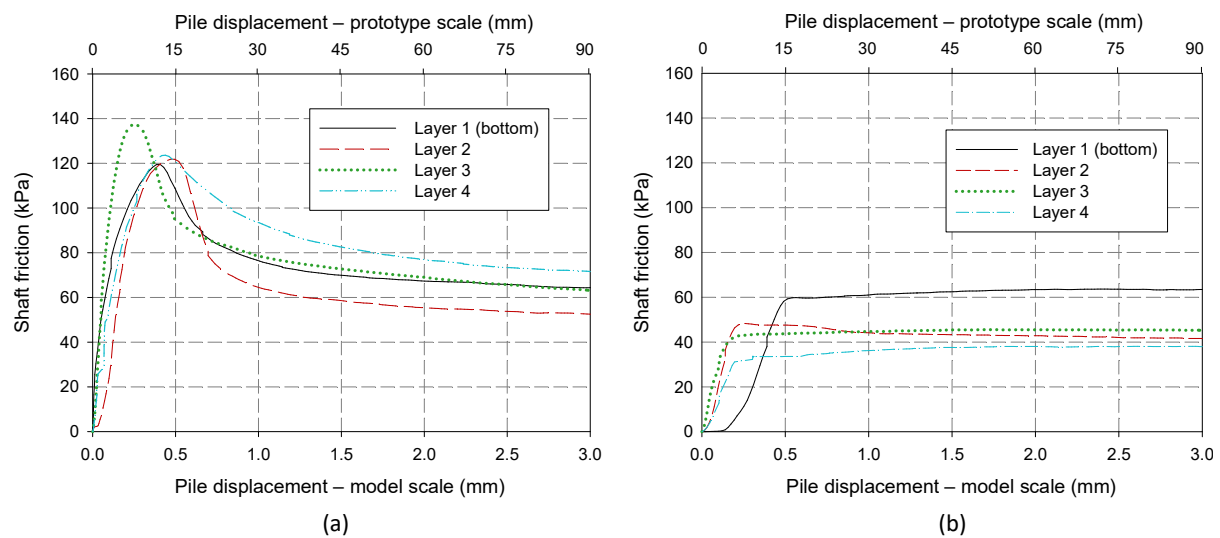 Pile displacement – prototype scale (mm)
0 15 30 45 60 75 90
160
140
120
100
80
60
40
20
0
Shaft friction (kPa)
Layer 1 (bottom)
Layer 2
Layer 3
Layer 4
0.0 0.5 1.0 1.5 2.0 2.5 3.0
Pile displacement – model scale (mm)
(a)
Pile displacement – prototype scale (mm)
0 15 30 45 60 75 90
160
140
120
100
80
60
40
20
0
Shaft friction (kPa)
Layer 1 (bottom)
Layer 2
Layer 3
Layer 4
0.0 0.5 1.0 1.5 2.0 2.5 3.0
Pile displacement – model scale (mm)
(b)